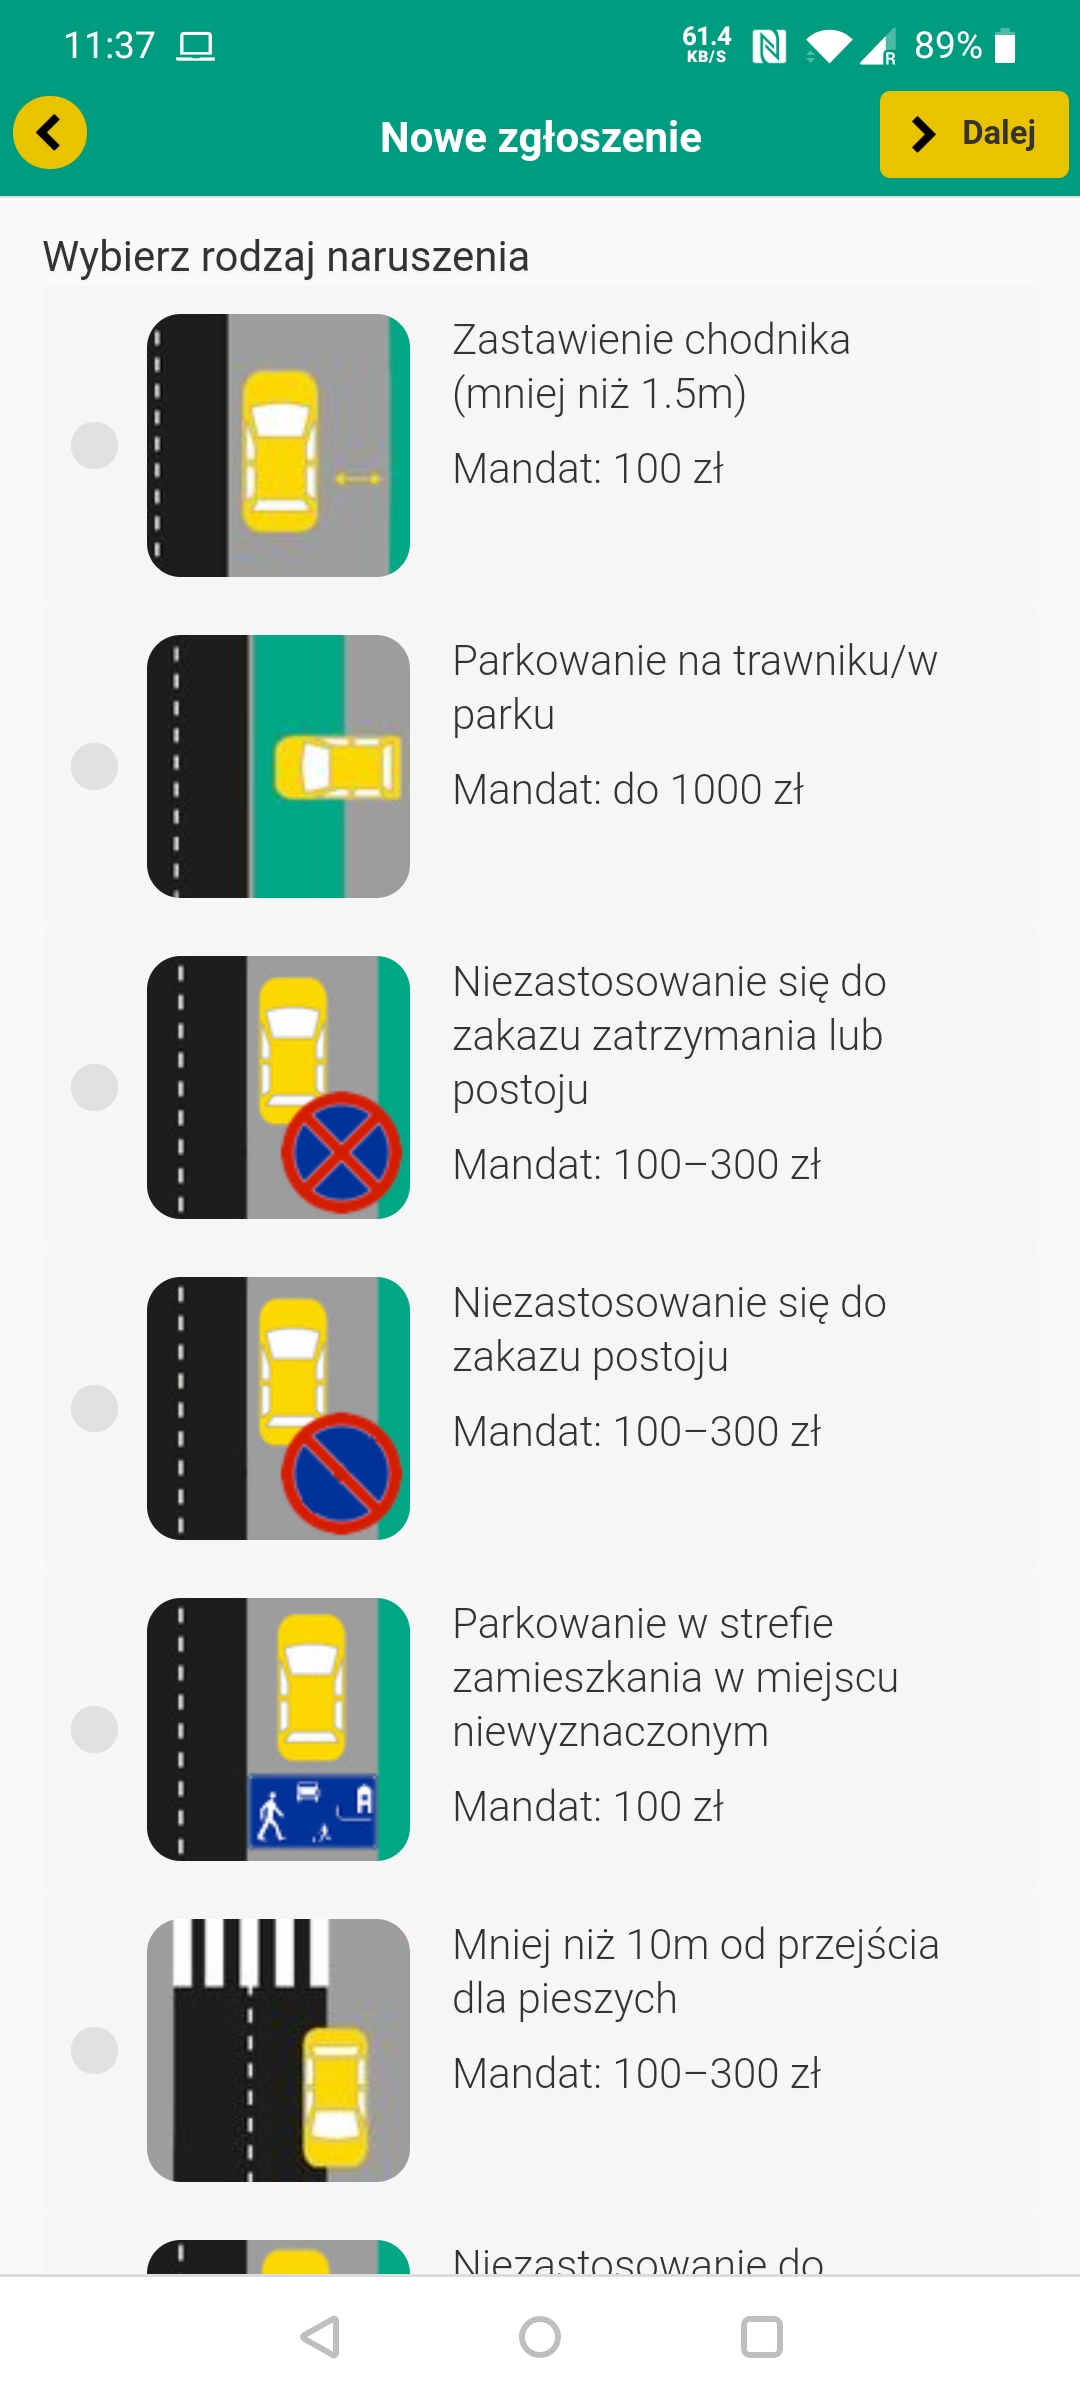 11:37
61.4
KB/S
R
89%
Nowe zgłoszenie
Dalej
Wybierz rodzaj naruszenia
Zastawienie chodnika
(mniej niż 1.5m)
Mandat: 100 zł
Parkowanie na trawniku/w
parku
Mandat: do 1000 zł
Niezastosowanie się do
zakazu zatrzymania lub
postoju
Mandat: 100–300 zł
Niezastosowanie się do
zakazu postoju
Mandat: 100–300 zł
Parkowanie w strefie
zamieszkania w miejscu
niewyznaczonym
Mandat: 100 zł
Mniej niż 10m od przejścia
dla pieszych
Mandat: 100–300 zł
Niezastosowanie do